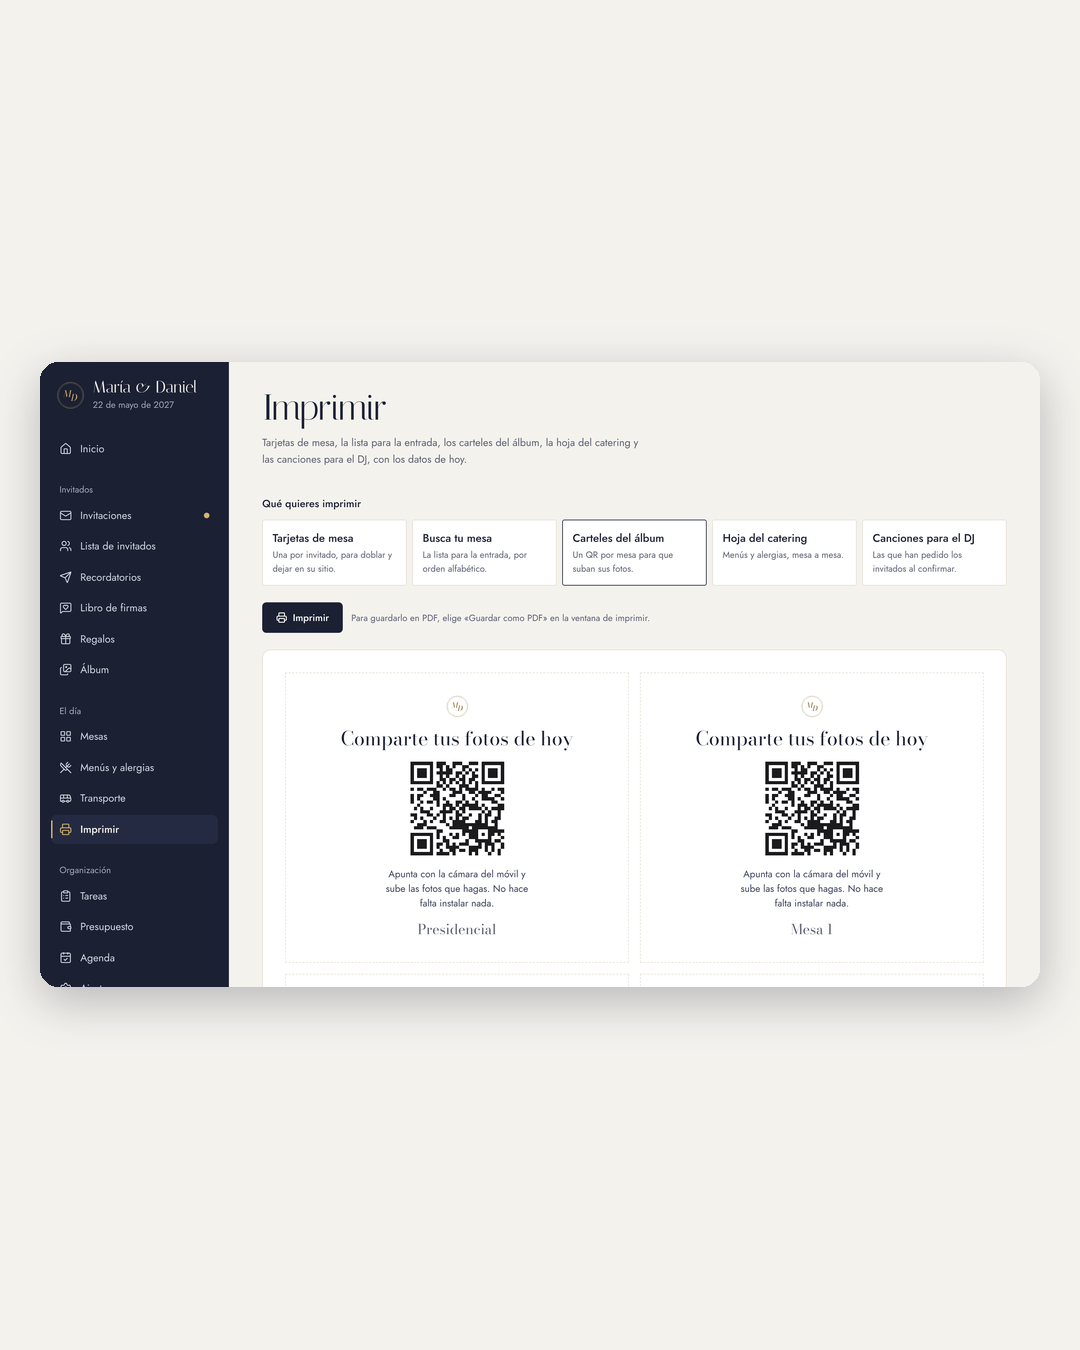 MD
María & Daniel
22 de mayo de 2027
Inicio
Invitados
Invitaciones
Lista de invitados
Recordatorios
Libro de firmas
Regalos
Álbum
El día
Mesas
Menús y alergias
Transporte
Imprimir
Organización
Tareas
Presupuesto
Agenda
Imprimir
Tarjetas de mesa, la lista para la entrada, los carteles del álbum, la hoja del catering y
las canciones para el DJ, con los datos de hoy.
Qué quieres imprimir
Tarjetas de mesa
Una por invitado, para doblar y
dejar en su sitio.
Busca tu mesa
La lista para la entrada, por
orden alfabético.
Carteles del álbum
Un QR por mesa para que
suban sus fotos.
Hoja del catering
Menús y alergias, mesa a mesa.
Canciones para el DJ
Las que han pedido los
invitados al confirmar.
Imprimir
Para guardarlo en PDF, elige «Guardar como PDF» en la ventana de imprimir.
MD
Comparte tus fotos de hoy
Apunta con la cámara del móvil y
sube las fotos que hagas. No hace
falta instalar nada.
Presidencial
MD
Comparte tus fotos de hoy
Apunta con la cámara del móvil y
sube las fotos que hagas. No hace
falta instalar nada.
Mesa 1